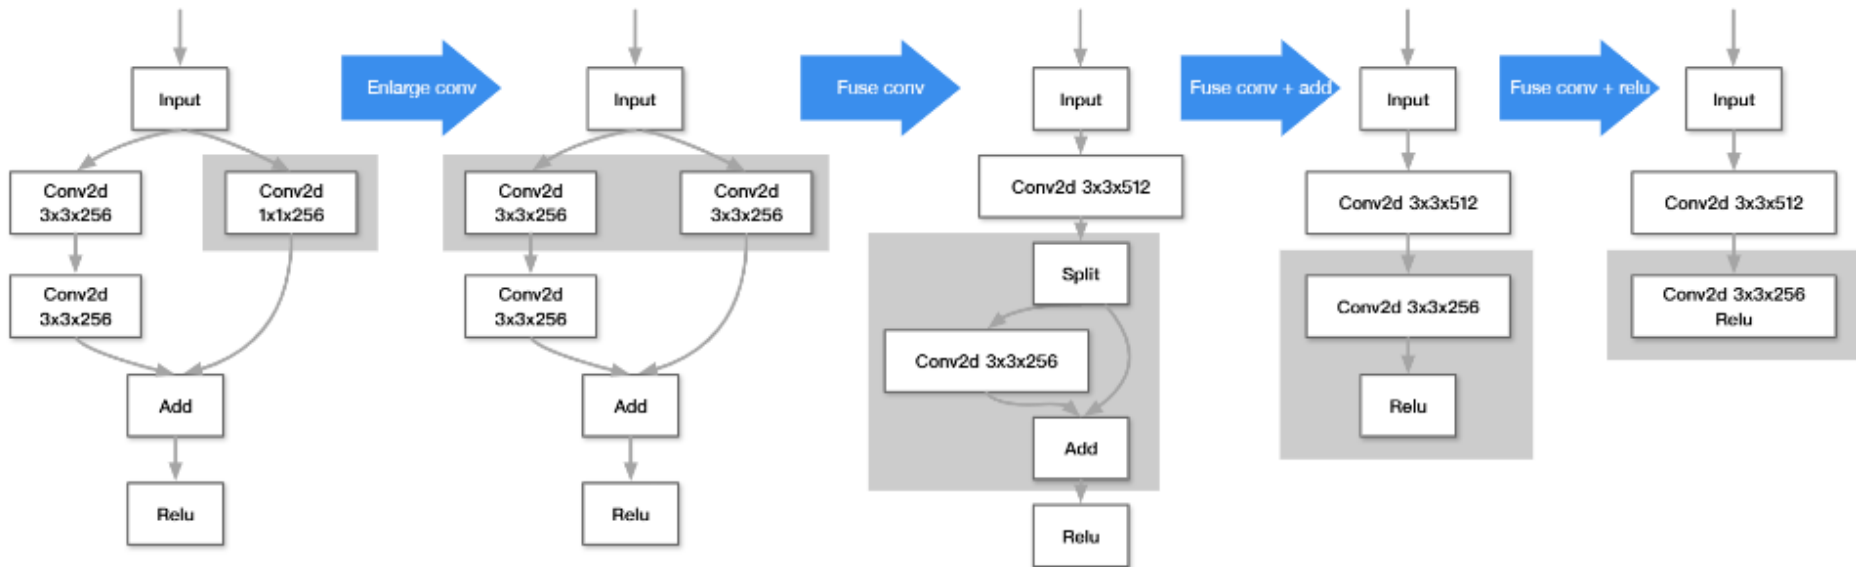 Input
Conv2d
3x3x256
Conv2d
1x1x256
Conv2d
3x3x256
Add
Relu
Enlarge conv
Input
Conv2d
3x3x256
Conv2d
3x3x256
Conv2d
3x3x256
Add
Relu
Fuse conv
Input
Conv2d 3x3x512
Split
Conv2d 3x3x256
Add
Relu
Fuse conv + add
Input
Conv2d 3x3x512
Conv2d 3x3x256
Relu
Fuse conv + relu
Input
Conv2d 3x3x512
Conv2d 3x3x256
Relu